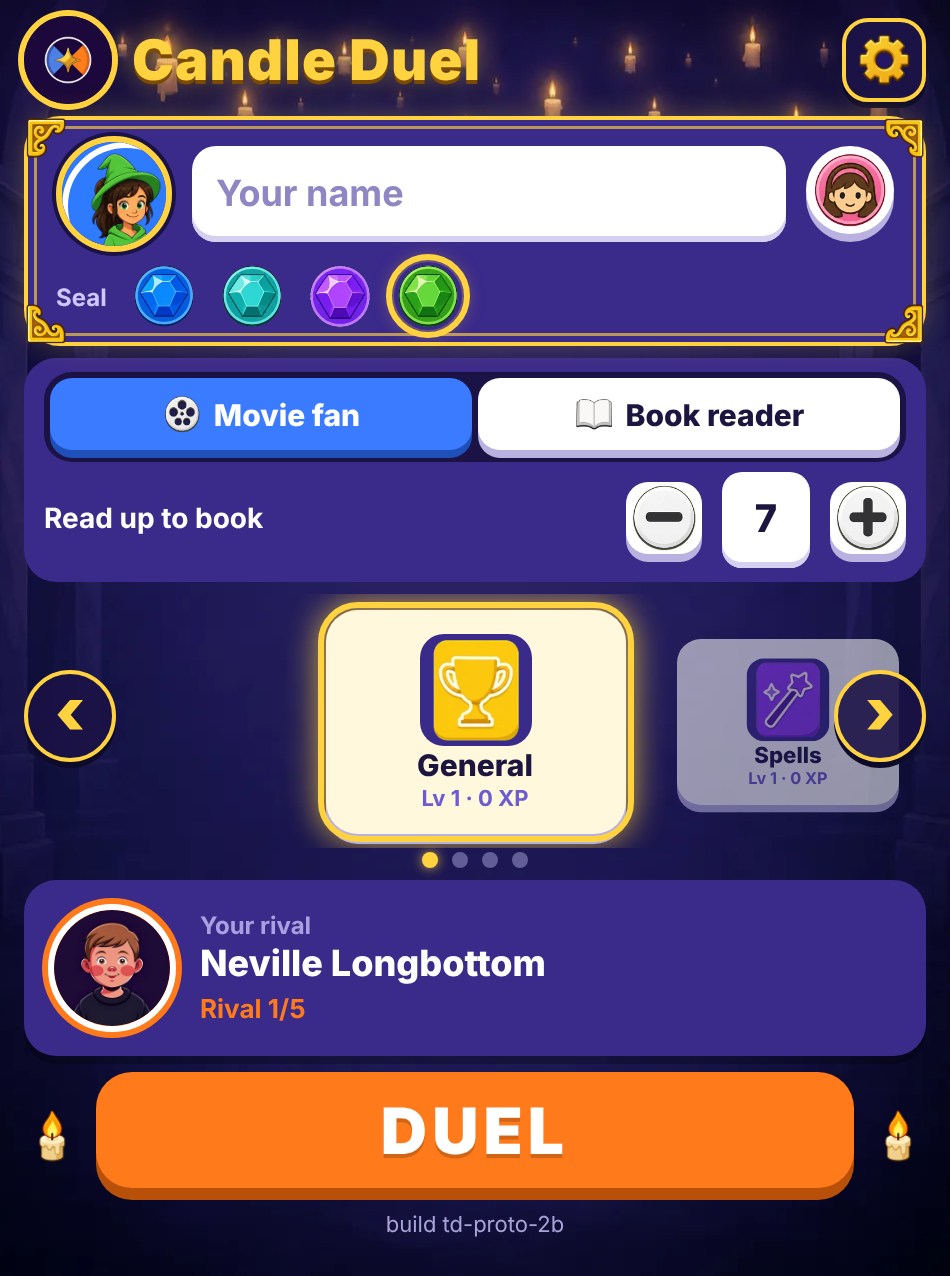 Candle Duel
Your name
Seal
Movie fan
Book reader
Read up to book
7
General
Lv 1 · 0 XP
Spells
Lv 1 · 0 XP
Your rival
Neville Longbottom
Rival 1/5
DUEL
build td-proto-2b